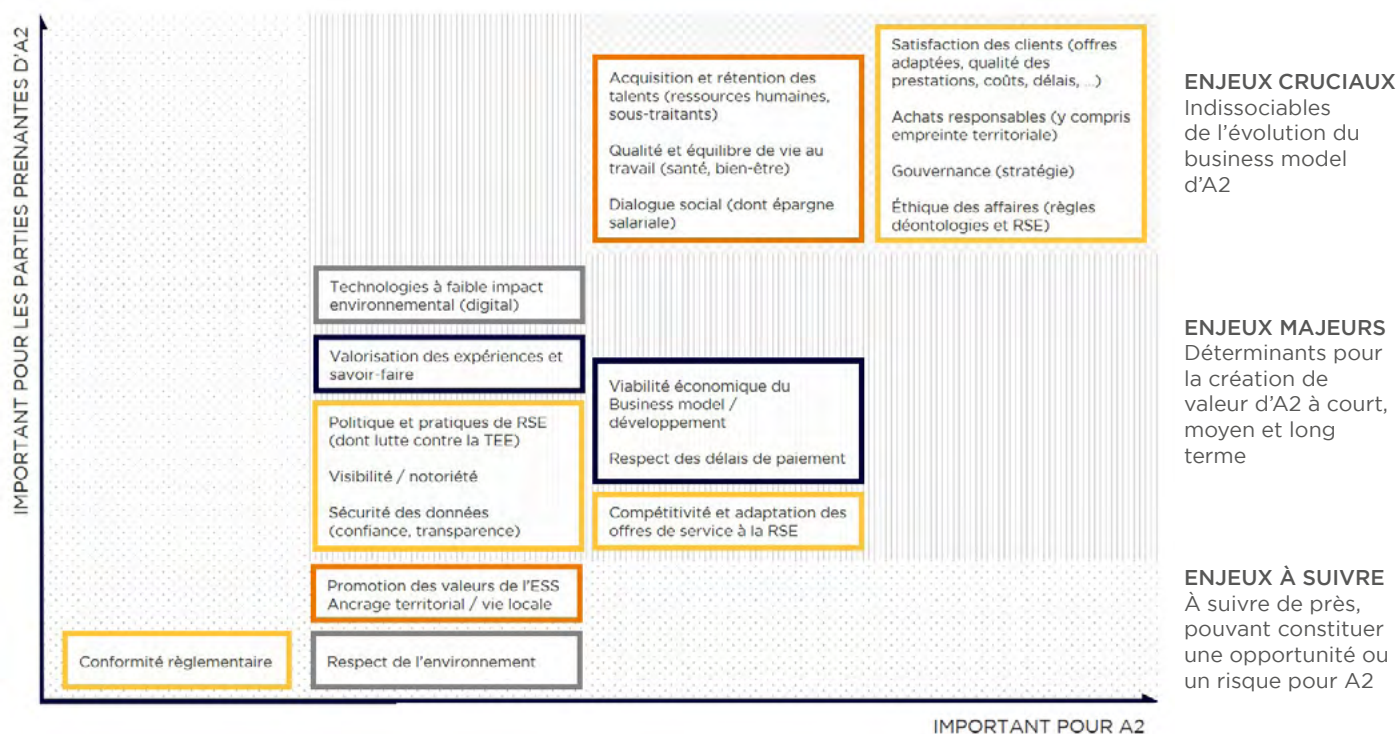 IMPORTANT POUR LES PARTIES PRENANTES D'A2
Acquisition et rétention des
talents (ressources humaines,
sous-traitants)
Qualité et équilibre de vie au
travail (santé, bien-être)
Dialogue social (dont épargne
salariale)
Satisfaction des clients (offres
adaptées, qualité des
prestations, coûts, délais, ...)
Achats responsables (y compris
empreinte territoriale)
Gouvernance (stratégie)
Éthique des affaires (règles
déontologies et RSE)
ENJEUX CRUCIAUX
Indissociables
de l'évolution du
business model
d'A2
Technologies à faible impact
environnemental (digital)
Valorisation des expériences et
savoir-faire
Politique et pratiques de RSE
(dont lutte contre la TEE)
Visibilité / notoriété
Sécurité des données
(confiance, transparence)
Viabilité économique du
Business model /
développement
Respect des délais de paiement
Compétitivité et adaptation des
offres de service à la RSE
ENJEUX MAJEURS
Déterminants pour
la création de
valeur d'A2 à court,
moyen et long
terme
Promotion des valeurs de l'ESS
Ancrage territorial / vie locale
Conformité règlementaire
Respect de l'environnement
ENJEUX À SUIVRE
À suivre de près,
pouvant constituer
une opportunité ou
un risque pour A2
IMPORTANT POUR A2